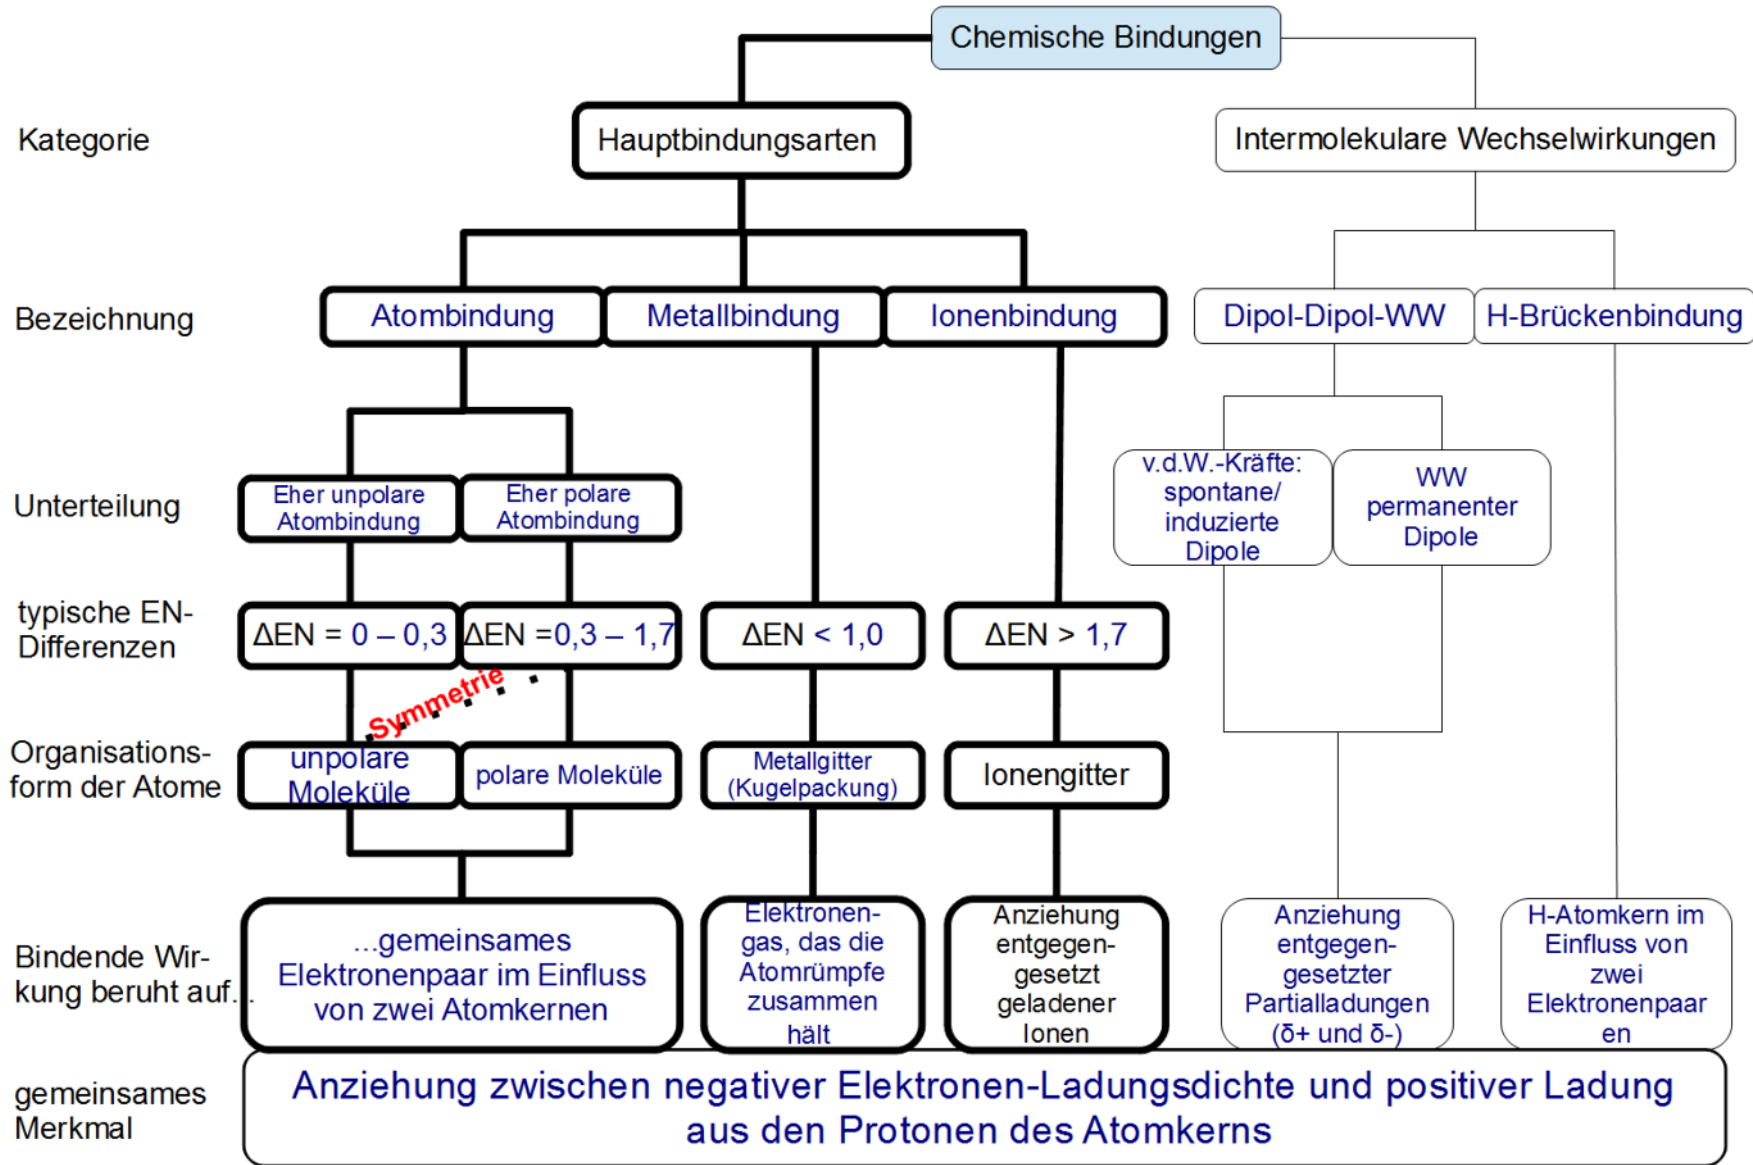 Chemische Bindungen
Kategorie
Hauptbindungsarten
Intermolekulare Wechselwirkungen
Bezeichnung
Atombindung
Metallbindung
Ionenbindung
Dipol-Dipol-WW
H-Brückenbindung
Unterteilung
Eher unpolare
Atombindung
Eher polare
Atombindung
v.d.W.-Kräfte:
spontane/
induzierte
Dipole
WW
permanenter
Dipole
typische EN-
Differenzen
ΔEN = 0 – 0,3
ΔEN =0,3 – 1,7
ΔEN < 1,0
ΔEN > 1,7
Symmetrie
Organisations-
form der Atome
unpolare
Moleküle
polare Moleküle
Metallgitter
(Kugelpackung)
Ionengitter
Bindende Wir-
kung beruht auf...
...gemeinsames
Elektronenpaar im Einfluss
von zwei Atomkernen
Elektronen-
gas, das die
Atomrümpfe
zusammen
hält
Anziehung
entgegen-
gesetzt
geladener
Ionen
Anziehung
entgegen-
gesetzter
Partialladungen
(δ+ und δ-)
H-Atomkern im
Einfluss von
zwei
Elektronenpaar
en
gemeinsames
Merkmal
Anziehung zwischen negativer Elektronen-Ladungsdichte und positiver Ladung
aus den Protonen des Atomkerns